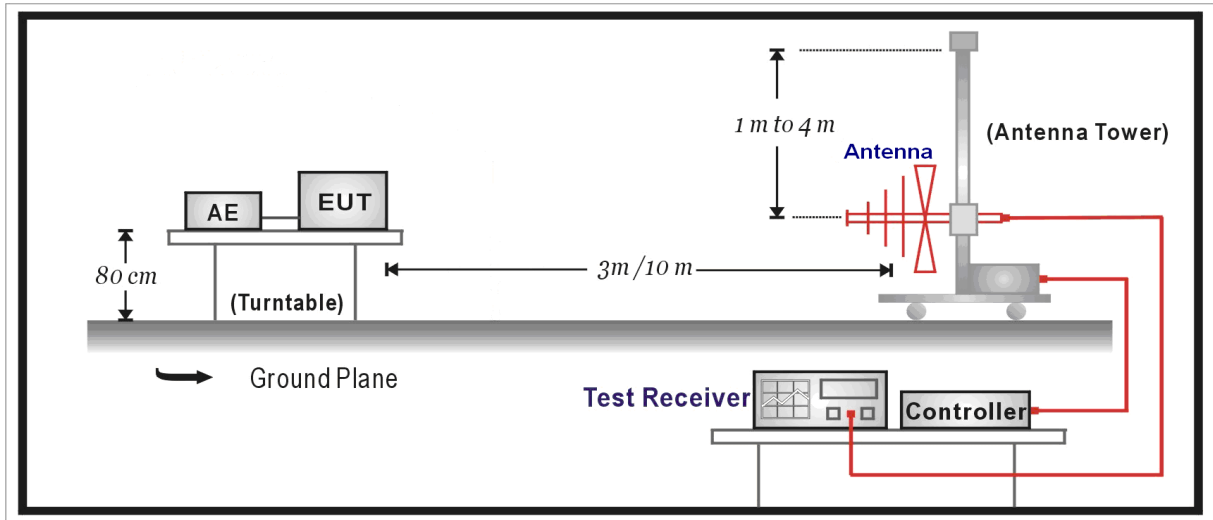 1 m to 4 m
(Antenna Tower)
Antenna
AE
EUT
80 cm
3m /10 m
(Turntable)
Ground Plane
Test Receiver
Controller